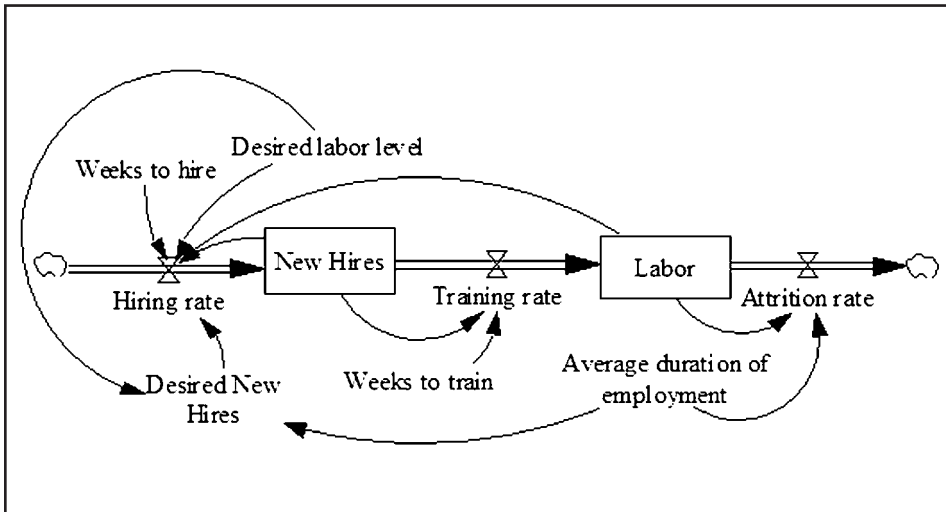 Desired labor level
Weeks to hire
New Hires
Labor
Hiring rate
Training rate
Attrition rate
Weeks to train
Average duration of
employment
Desired New
Hires